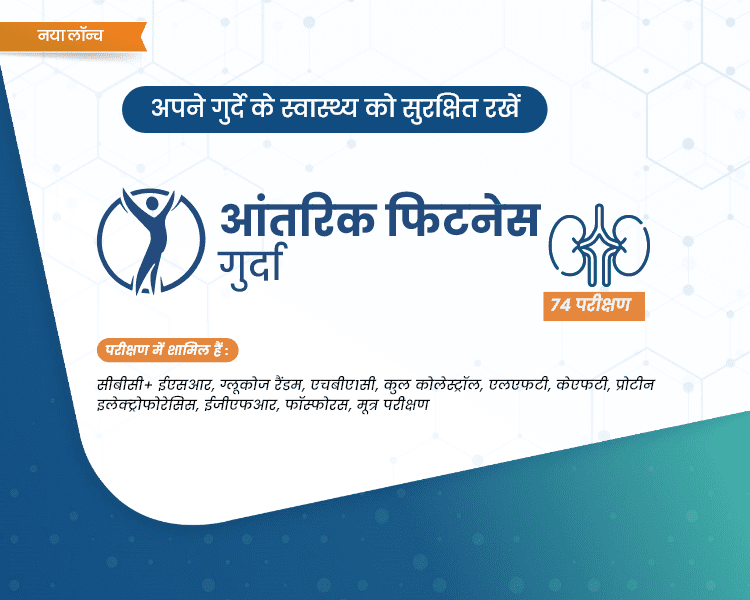 नया लॉन्च
अपने गुर्दे के स्वास्थ्य को सुरक्षित रखें
आंतरिक फिटनेस
गुर्दा
74 परीक्षण
परीक्षण में शामिल हैं :
सीबीसी+ ईएसआर, ग्लूकोज रैंडम, एचबीए1सी, कुल कोलेस्ट्रॉल, एलएफटी, केएफटी, प्रोटीन
इलेक्ट्रोफोरेसिस, ईजीएफआर, फॉस्फोरस, मूत्र परीक्षण